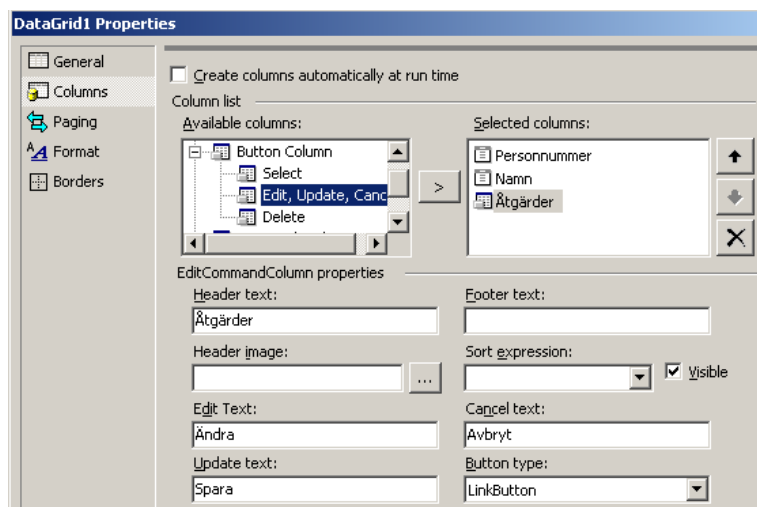 DataGrid1 Properties
General
Columns
Paging
Format
Borders
Create columns automatically at run time
Column list
Available columns:
Button Column
Select
Edit, Update, Canc
Delete
>
Selected columns:
Personnummer
Namn
Åtgärder
EditCommandColumn properties
Header text:
Footer text:
Åtgärder
Header image:
Sort expression:
...
Visible
Edit Text:
Cancel text:
Ändra
Avbryt
Update text:
Button type:
Spara
LinkButton